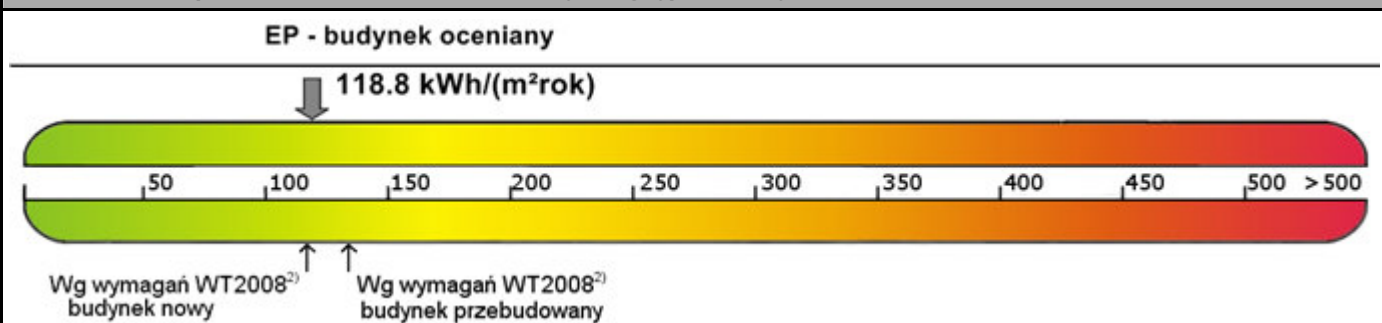 EP - budynek oceniany
118.8 kWh/(m²rok)
50 100 150 200 250 300 350 400 450 500 >500
Wg wymagań WT2008²⁾
budynek nowy
Wg wymagań WT2008²⁾
budynek przebudowany